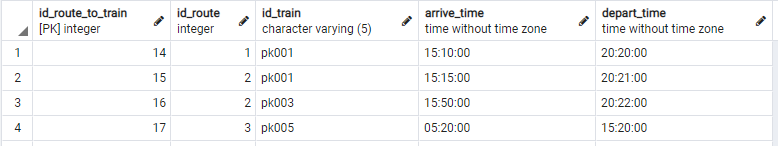 id_route_to_train id_route id_train arrive_time depart_time
[PK] integer integer character varying (5) time without time zone time without time zone
1 14 1 pk001 15:10:00 20:20:00
2 15 2 pk001 15:15:00 20:21:00
3 16 2 pk003 15:50:00 20:22:00
4 17 3 pk005 05:20:00 15:20:00